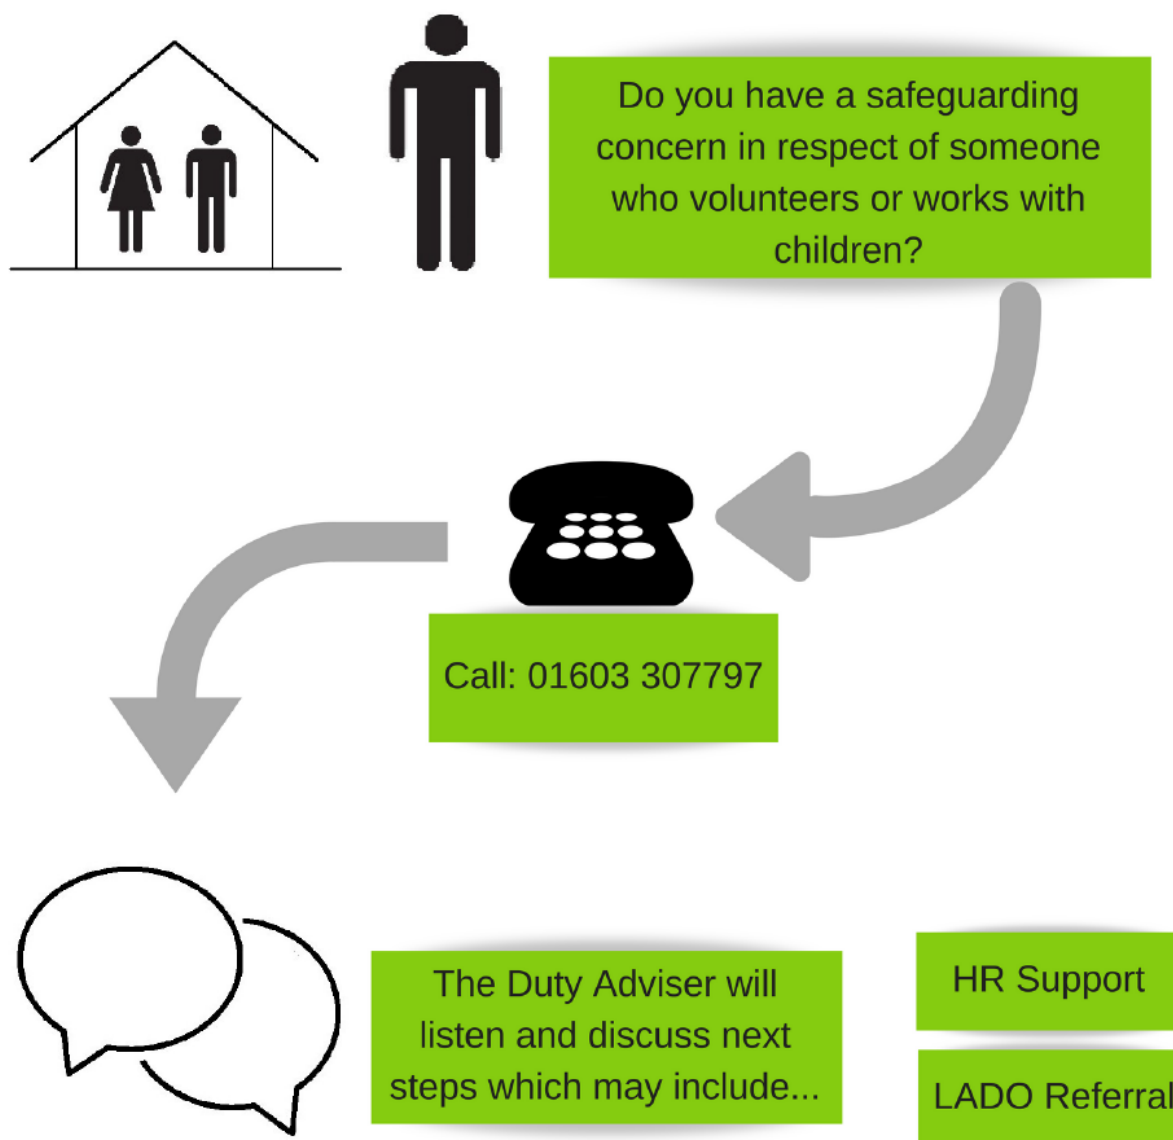 Do you have a safeguarding
concern in respect of someone
who volunteers or works with
children?
Call: 01603 307797
The Duty Adviser will
listen and discuss next
steps which may include...
HR Support
LADO Referral